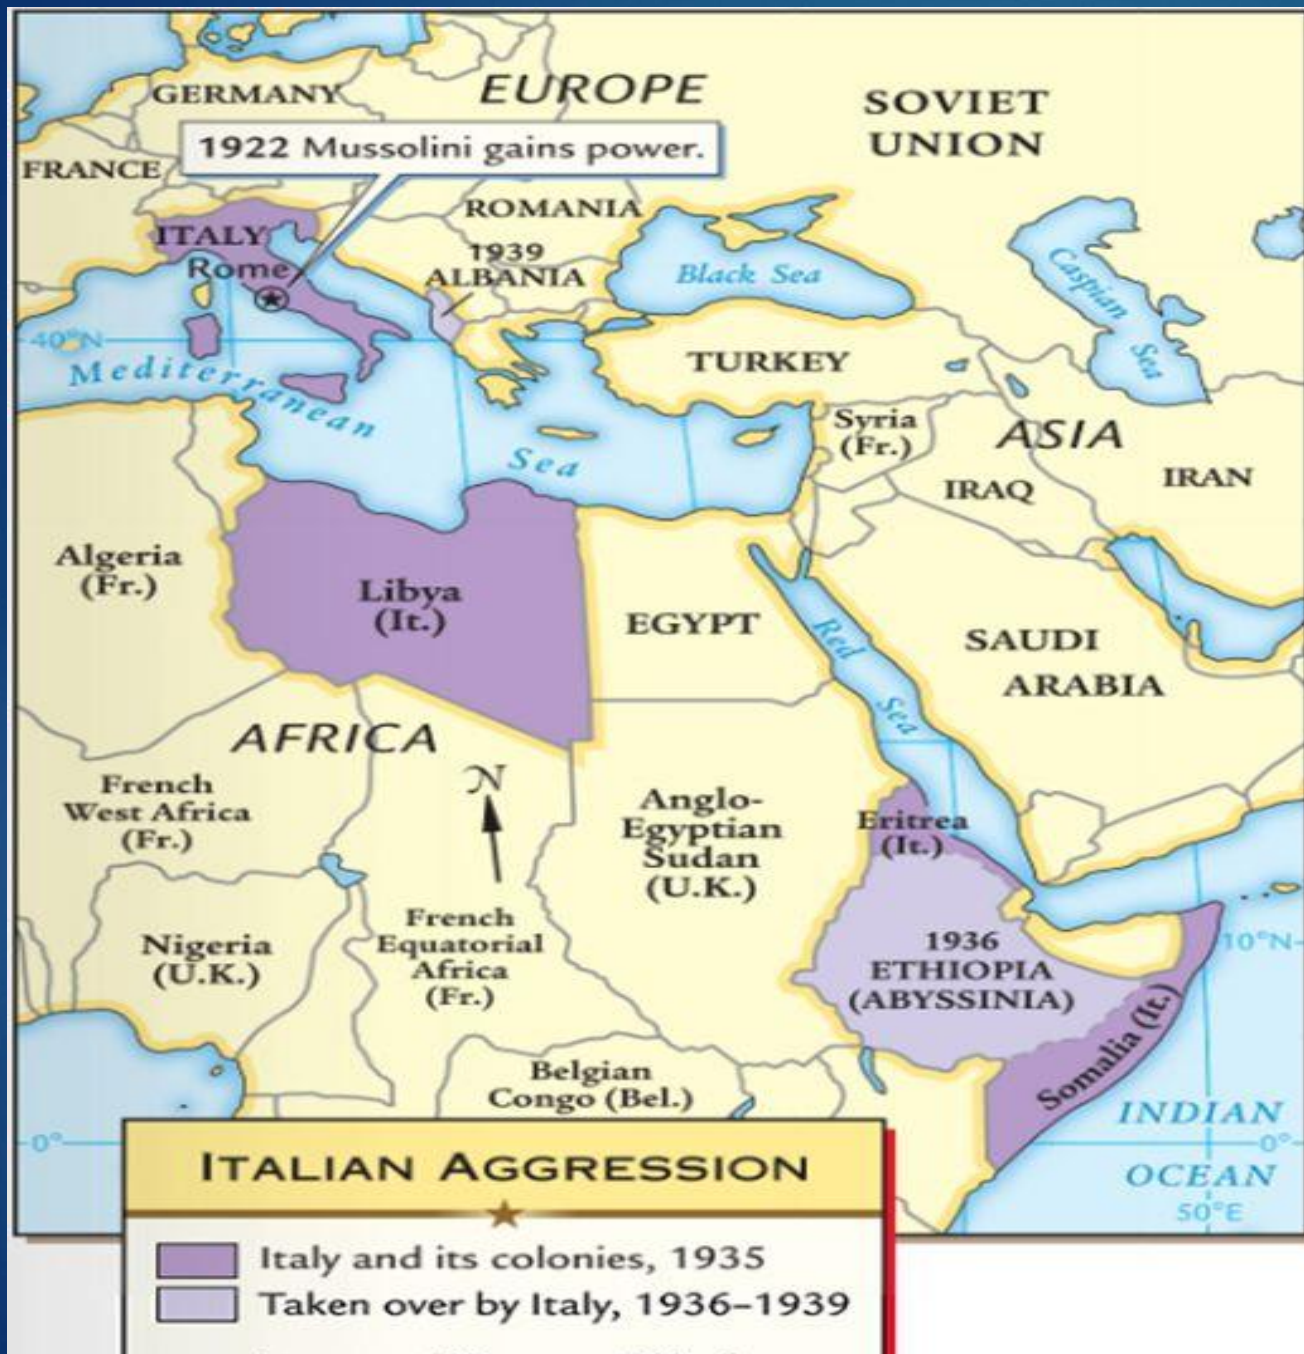 EUROPE
GERMANY
SOVIET
UNION
1922 Mussolini gains power.
FRANCE
ROMANIA
ITALY
Rome
1939
ALBANIA
Black Sea
Caspian
Sea
40°N
Mediterranean
Sea
TURKEY
Syria
(Fr.)
ASIA
IRAQ
IRAN
Algeria
(Fr.)
Libya
(It.)
EGYPT
Red
Sea
SAUDI
ARABIA
AFRICA
N
French
West Africa
(Fr.)
Anglo-
Egyptian
Sudan
(U.K.)
Eritrea
(It.)
Nigeria
(U.K.)
French
Equatorial
Africa
(Fr.)
1936
ETHIOPIA
(ABYSSINIA)
10°N
Somalia (It.)
Belgian
Congo (Bel.)
INDIAN
OCEAN
0°
0°
50°E
ITALIAN AGGRESSION
Italy and its colonies, 1935
Taken over by Italy, 1936–1939